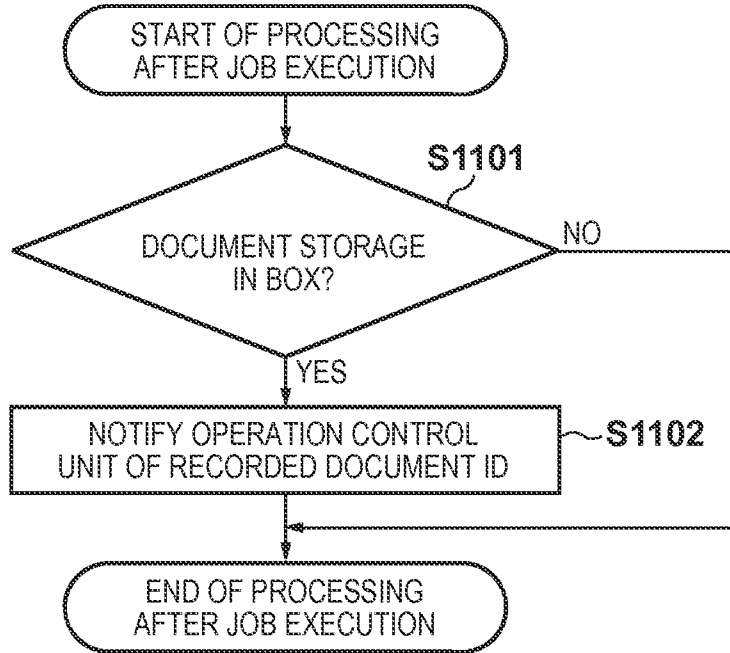 START OF PROCESSING
AFTER JOB EXECUTION
S1101
DOCUMENT STORAGE
IN BOX?
NO
YES
NOTIFY OPERATION CONTROL
UNIT OF RECORDED DOCUMENT ID
S1102
END OF PROCESSING
AFTER JOB EXECUTION